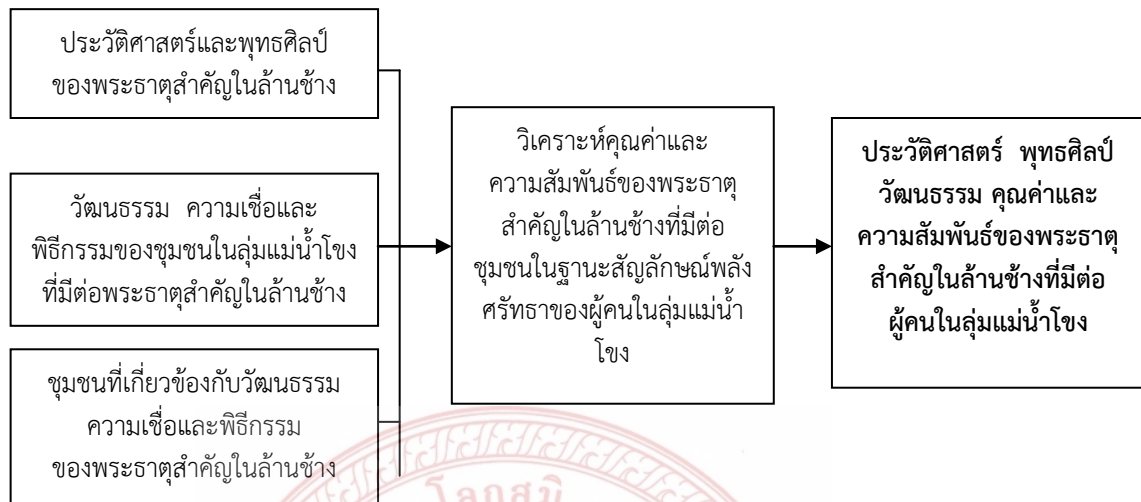 ประวัติศาสตร์และพุทธศิลป์
ของพระธาตุสำคัญในล้านช้าง
วัฒนธรรม ความเชื่อและ
พิธีกรรมของชุมชนในลุ่มแม่น้ำโขง
ที่มีต่อพระธาตุสำคัญในล้านช้าง
ชุมชนที่เกี่ยวข้องกับวัฒนธรรม
ความเชื่อและพิธีกรรม
ของพระธาตุสำคัญในล้านช้าง
วิเคราะห์คุณค่าและ
ความสัมพันธ์ของพระธาตุ
สำคัญในล้านช้างที่มีต่อ
ชุมชนในฐานะสัญลักษณ์พลัง
ศรัทธาของผู้คนในลุ่มแม่น้ำ
โขง
ประวัติศาสตร์ พุทธศิลป์
วัฒนธรรม คุณค่าและ
ความสัมพันธ์ของพระธาตุ
สำคัญในล้านช้างที่มีต่อ
ผู้คนในลุ่มแม่น้ำโขง